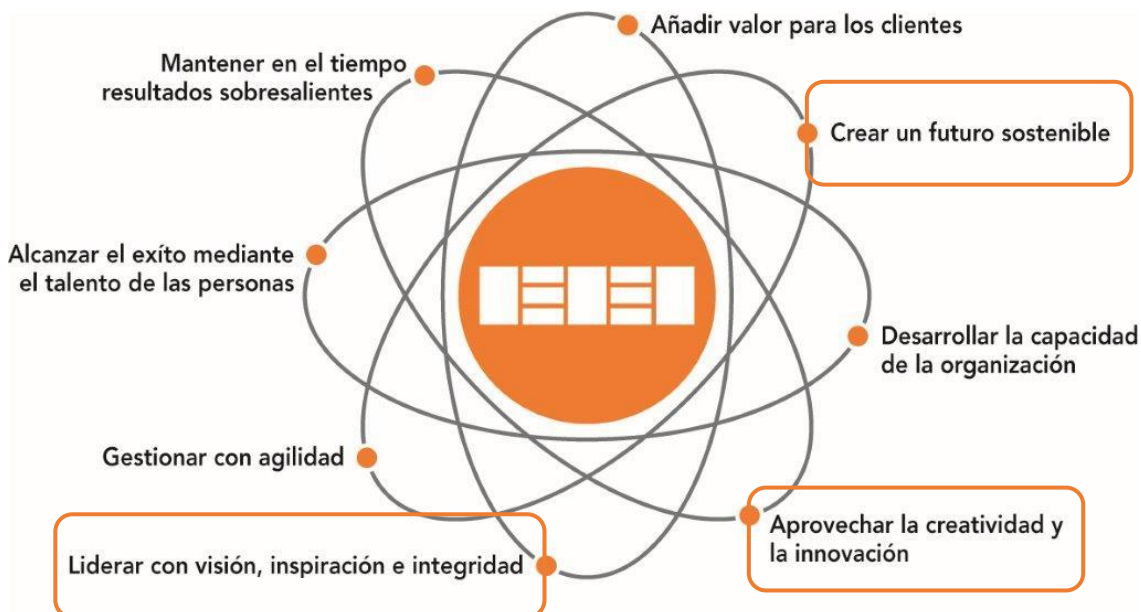 Añadir valor para los clientes
Mantener en el tiempo
resultados sobresalientes
Crear un futuro sostenible
Alcanzar el exíto mediante
el talento de las personas
Desarrollar la capacidad
de la organización
Gestionar con agilidad
Aprovechar la creatividad y
la innovación
Liderar con visión, inspiración e integridad